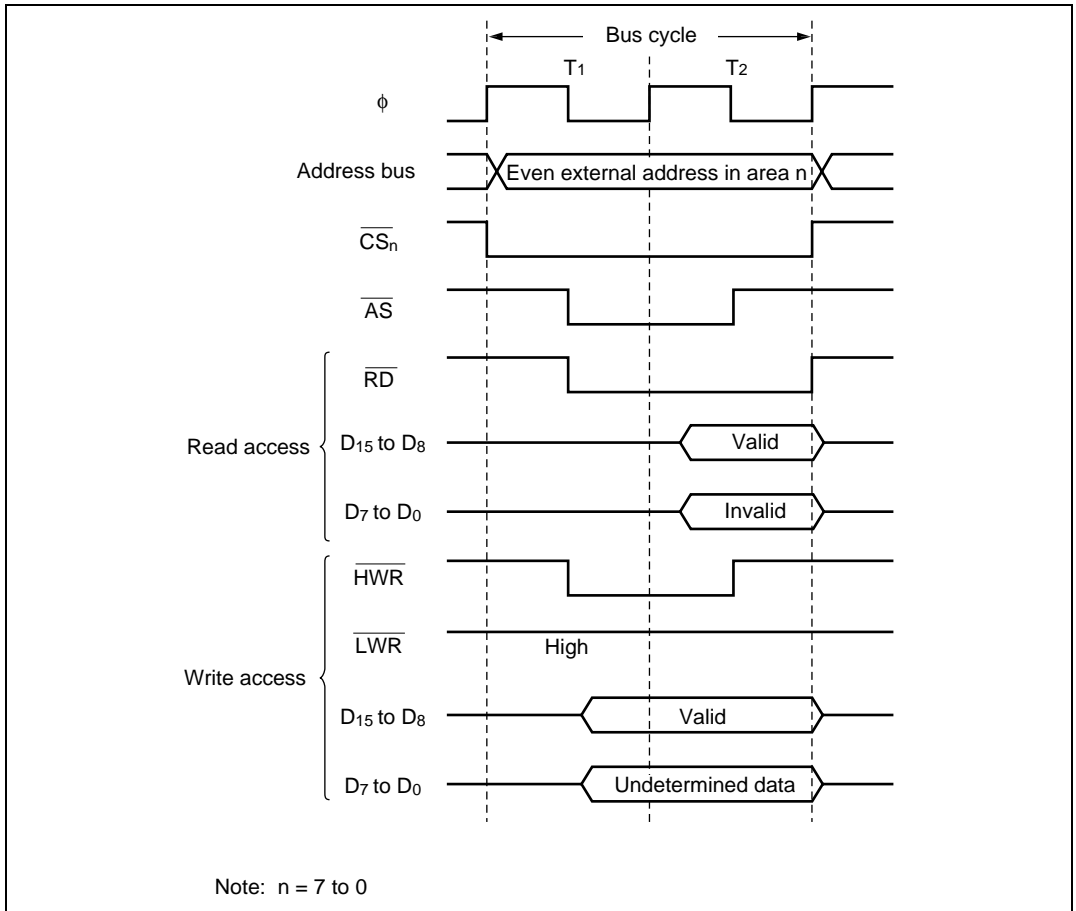 Bus cycle
T1 T2
ϕ
Address bus Even external address in area n
CSn
AS
RD
Read access D15 to D8 Valid
D7 to D0 Invalid
HWR
LWR High
Write access
D15 to D8 Valid
D7 to D0 Undetermined data
Note: n = 7 to 0